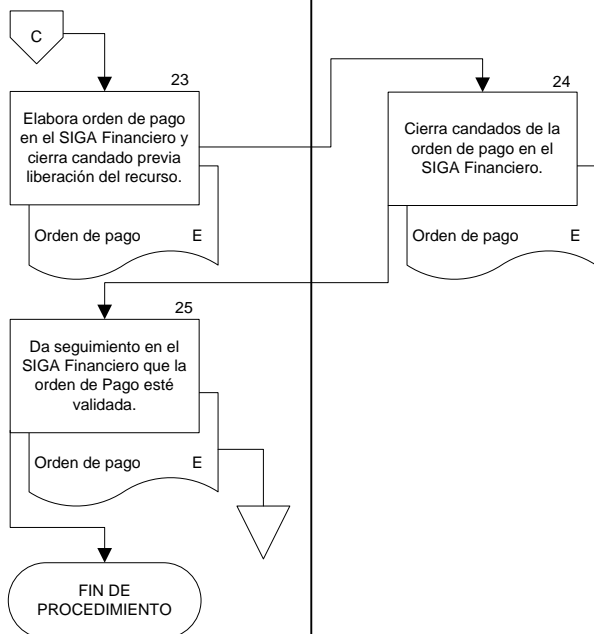 C
23
Elabora orden de pago
en el SIGA Financiero y
cierra candado previa
liberación del recurso.
Orden de pago E
24
Cierra candados de la
orden de pago en el
SIGA Financiero.
Orden de pago E
25
Da seguimiento en el
SIGA Financiero que la
orden de Pago esté
validada.
Orden de pago E
FIN DE
PROCEDIMIENTO